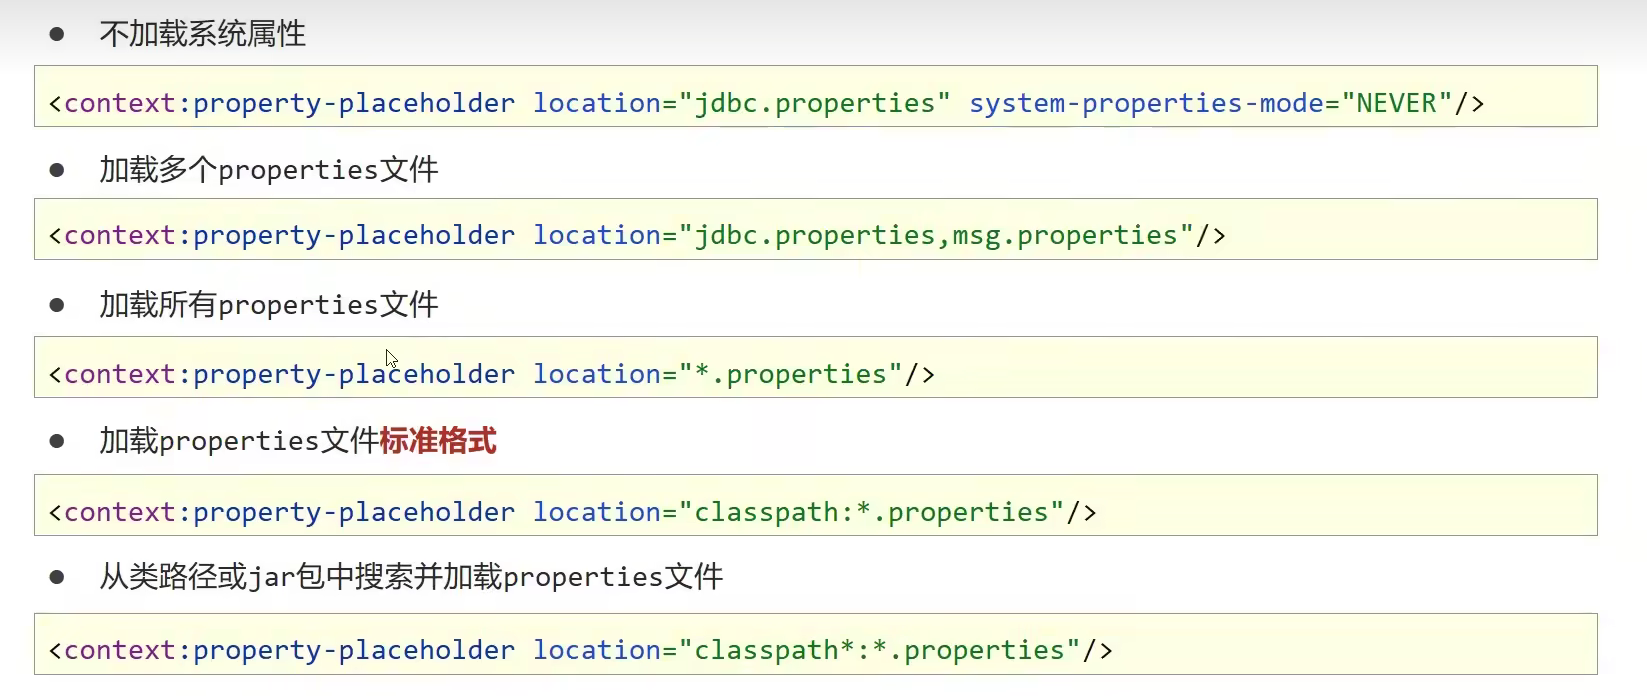 ● 不加载系统属性
<context:property-placeholder location="jdbc.properties" system-properties-mode="NEVER"/>
● 加载多个properties文件
<context:property-placeholder location="jdbc.properties,msg.properties"/>
● 加载所有properties文件
<context:property-placeholder location="*.properties"/>
● 加载properties文件标准格式
<context:property-placeholder location="classpath:*.properties"/>
● 从类路径或jar包中搜索并加载properties文件
<context:property-placeholder location="classpath*:*.properties"/>